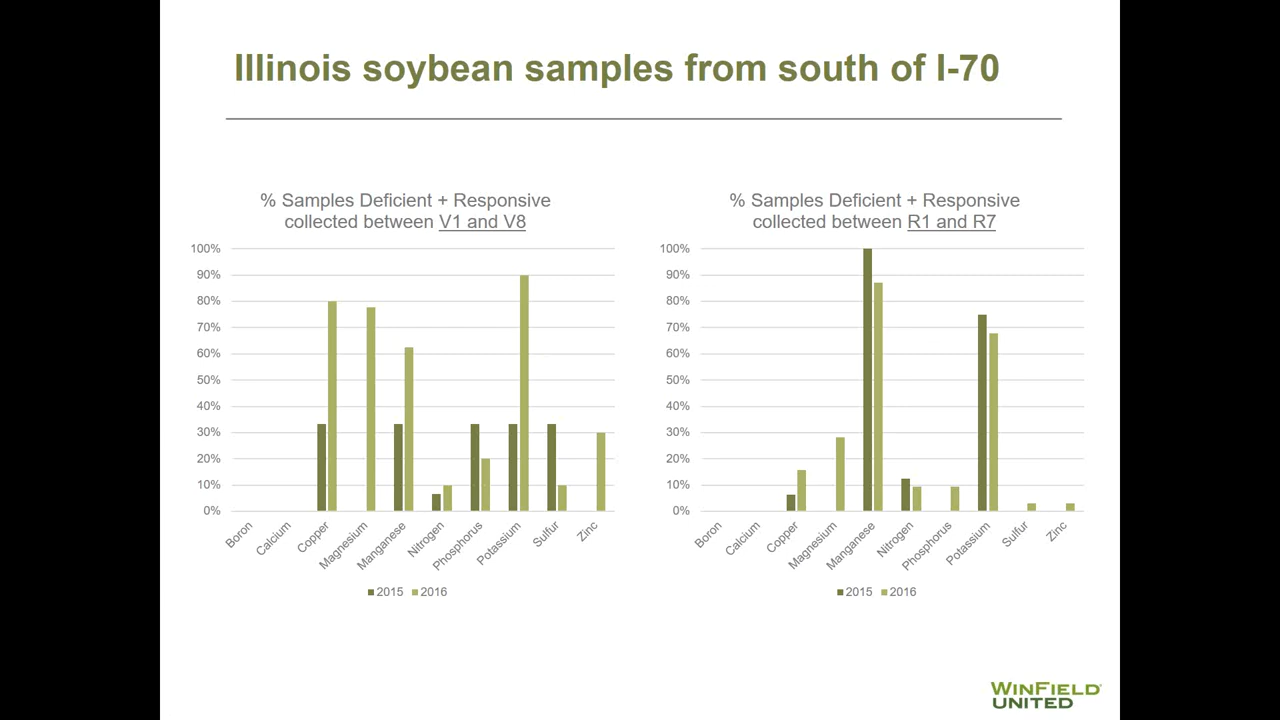 Illinois soybean samples from south of I-70
% Samples Deficient + Responsive
collected between V1 and V8
100%
90%
80%
70%
60%
50%
40%
30%
20%
10%
0%
Boron
Calcium
Copper
Magnesium
Manganese
Nitrogen
Phosphorus
Potassium
Sulfur
Zinc
2015 2016
% Samples Deficient + Responsive
collected between R1 and R7
100%
90%
80%
70%
60%
50%
40%
30%
20%
10%
0%
Boron
Calcium
Copper
Magnesium
Manganese
Nitrogen
Phosphorus
Potassium
Sulfur
Zinc
2015 2016
WINFIELD
UNITED